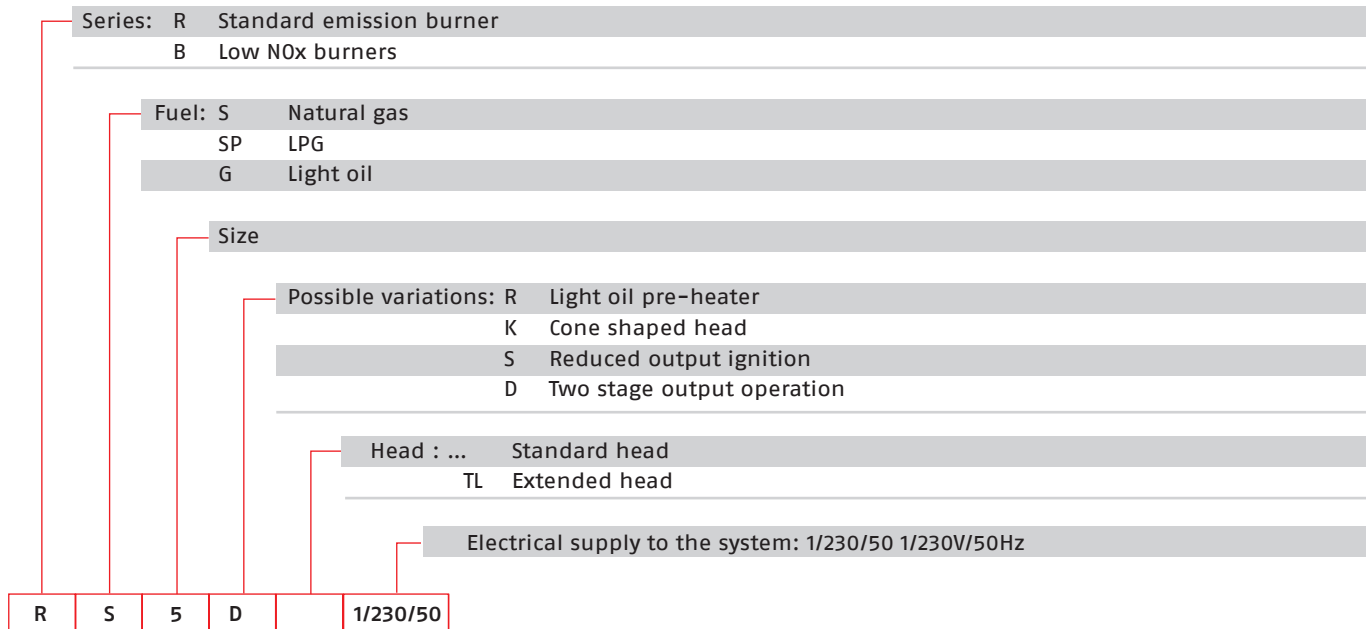 Series: R Standard emission burner
B Low N0x burners
Fuel: S Natural gas
SP LPG
G Light oil
Size
Possible variations: R Light oil pre-heater
K Cone shaped head
S Reduced output ignition
D Two stage output operation
Head : ... Standard head
TL Extended head
Electrical supply to the system: 1/230/50 1/230V/50Hz
R S 5 D 1/230/50